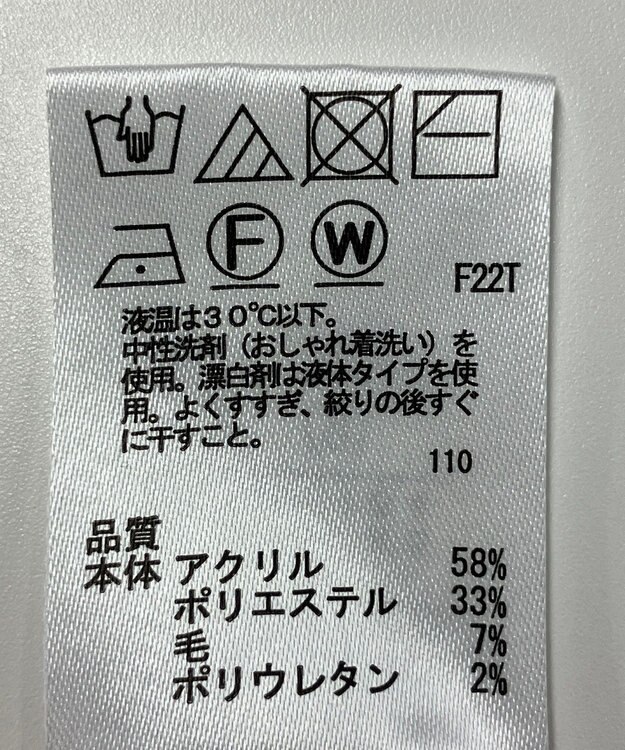 F W F22T
液温は30℃以下。
中性洗剤（おしゃれ着洗い）を
使用。漂白剤は液体タイプを使
用。よくすすぎ、絞りの後すぐ
に干すこと。
110
品質
本体 アクリル 58%
ポリエステル 33%
毛 7%
ポリウレタン 2%